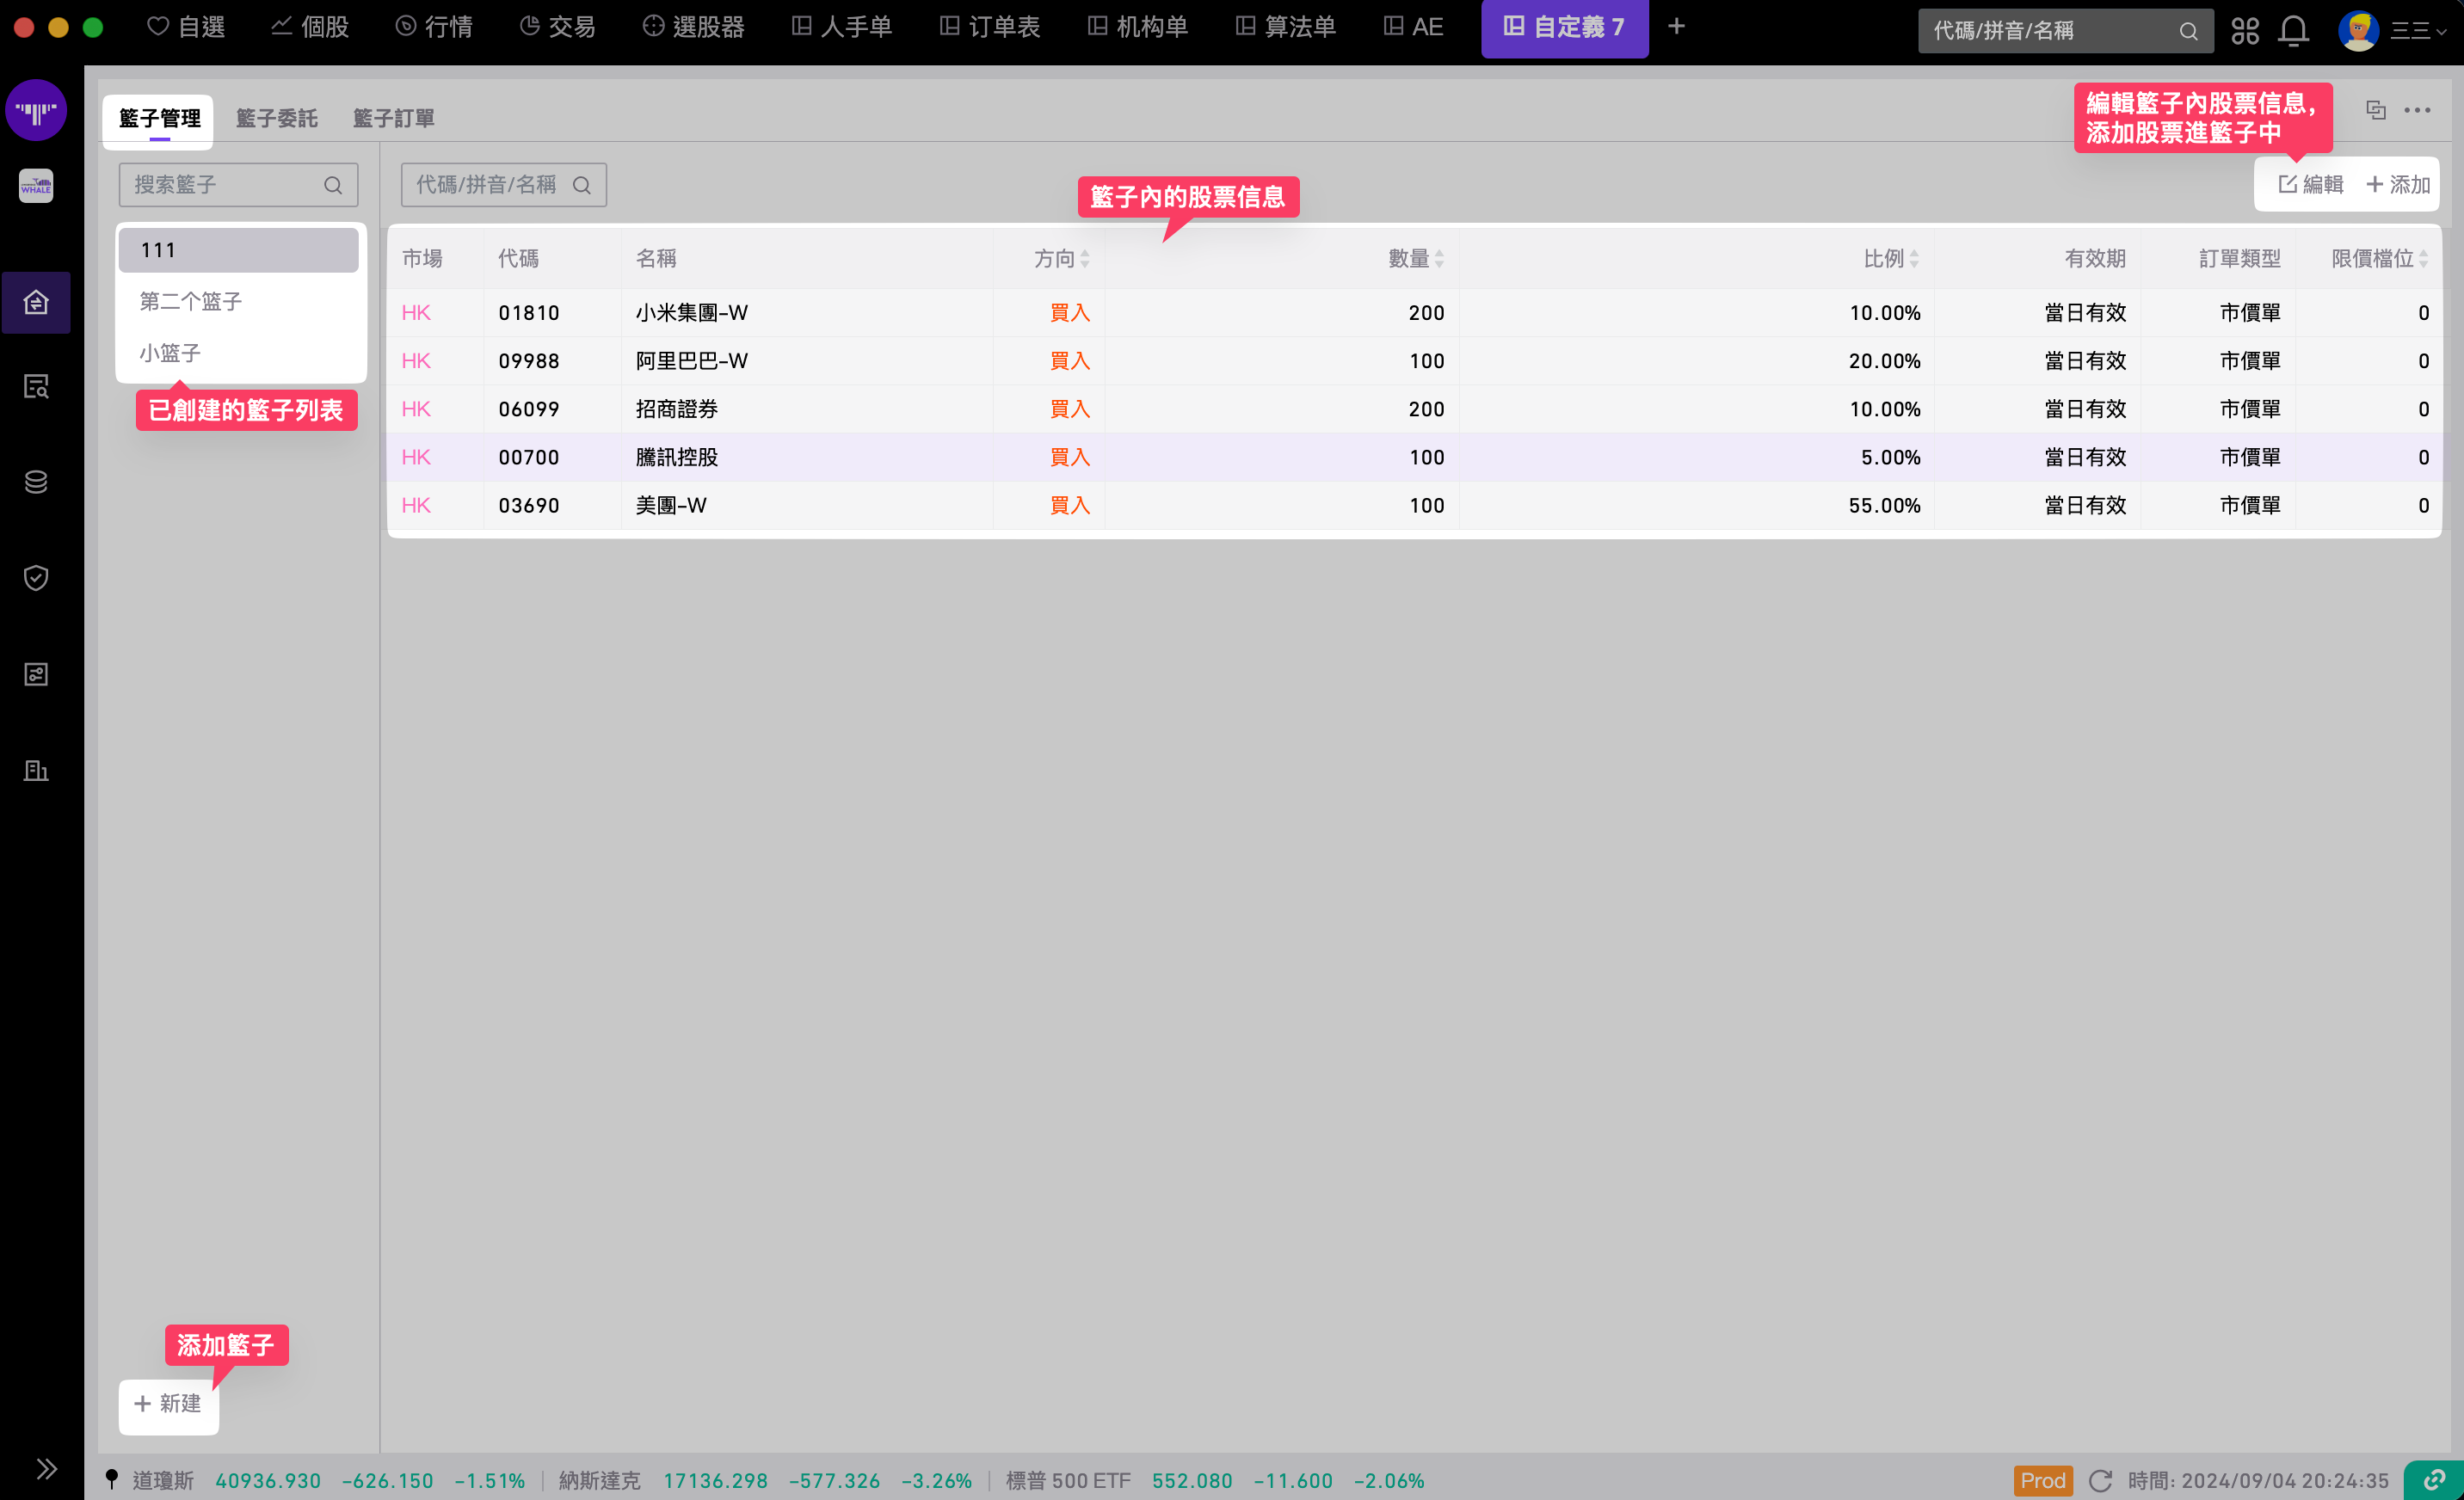 自選 個股 行情 交易 選股器 人手单 订单表 机构单 算法单 AE 自定義 7 代碼/拼音/名稱 三三
WHALE
籃子管理 籃子委託 籃子訂單
編輯籃子內股票信息，
添加股票進籃子中
搜索籃子 代碼/拼音/名稱 編輯 添加
籃子內的股票信息
111
第二个篮子
小篮子
已創建的籃子列表
市場 代碼 名稱 方向 數量 比例 有效期 訂單類型 限價檔位
HK 01810 小米集團-W 買入 200 10.00% 當日有效 市價單 0
HK 09988 阿里巴巴-W 買入 100 20.00% 當日有效 市價單 0
HK 06099 招商證券 買入 200 10.00% 當日有效 市價單 0
HK 00700 騰訊控股 買入 100 5.00% 當日有效 市價單 0
HK 03690 美團-W 買入 100 55.00% 當日有效 市價單 0
添加籃子
新建
道瓊斯 40936.930 -626.150 -1.51% 納斯達克 17136.298 -577.326 -3.26% 標普 500 ETF 552.080 -11.600 -2.06% Prod 時間: 2024/09/04 20:24:35